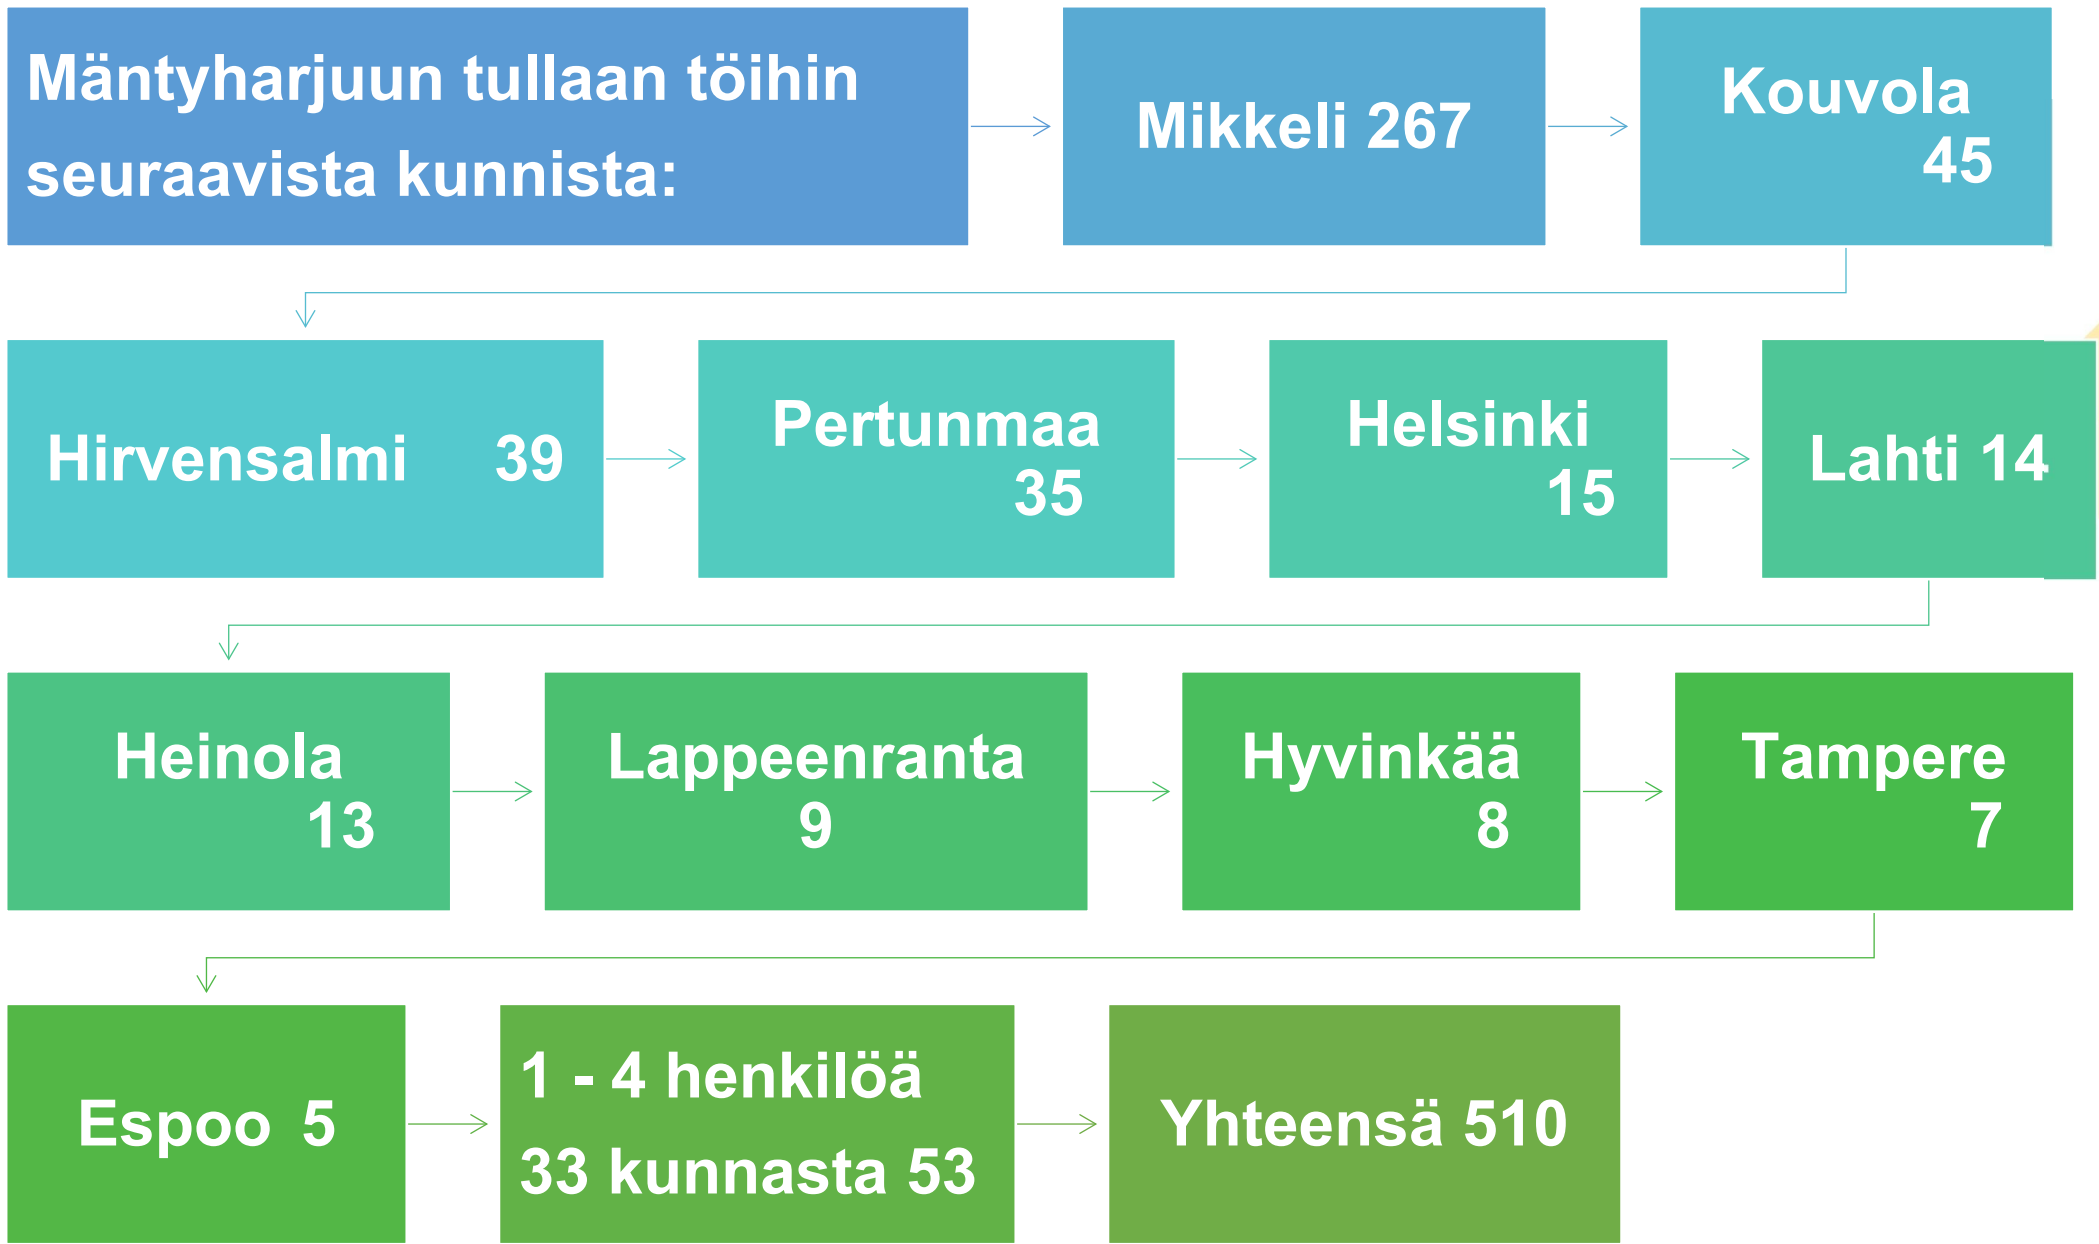 Mäntyharjuun tullaan töihin
seuraavista kunnista:
Mikkeli 267
Kouvola
45
Hirvensalmi 39
Pertunmaa
35
Helsinki
15
Lahti 14
Heinola
13
Lappeenranta
9
Hyvinkää
8
Tampere
7
Espoo 5
1 - 4 henkilöä
33 kunnasta 53
Yhteensä 510